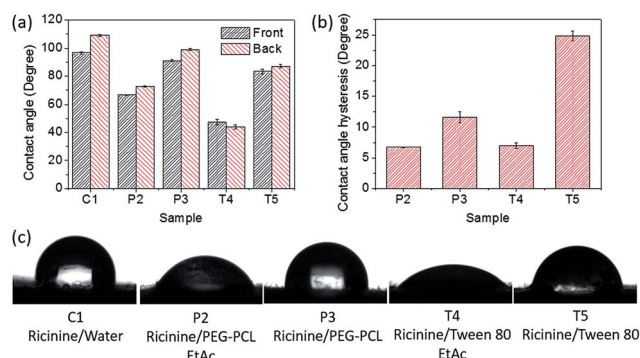 (a)
120
100
80
60
40
20
0
Contact angle (Degree)
Front
Back
C1 P2 P3 T4 T5
Sample
(b)
25
20
15
10
5
0
Contact angle hysteresis (Degree)
P2 P3 T4 T5
Sample
(c)
C1
Ricinine/Water
P2
Ricinine/PEG-PCL
EtAc
P3
Ricinine/PEG-PCL
T4
Ricinine/Tween 80
EtAc
T5
Ricinine/Tween 80